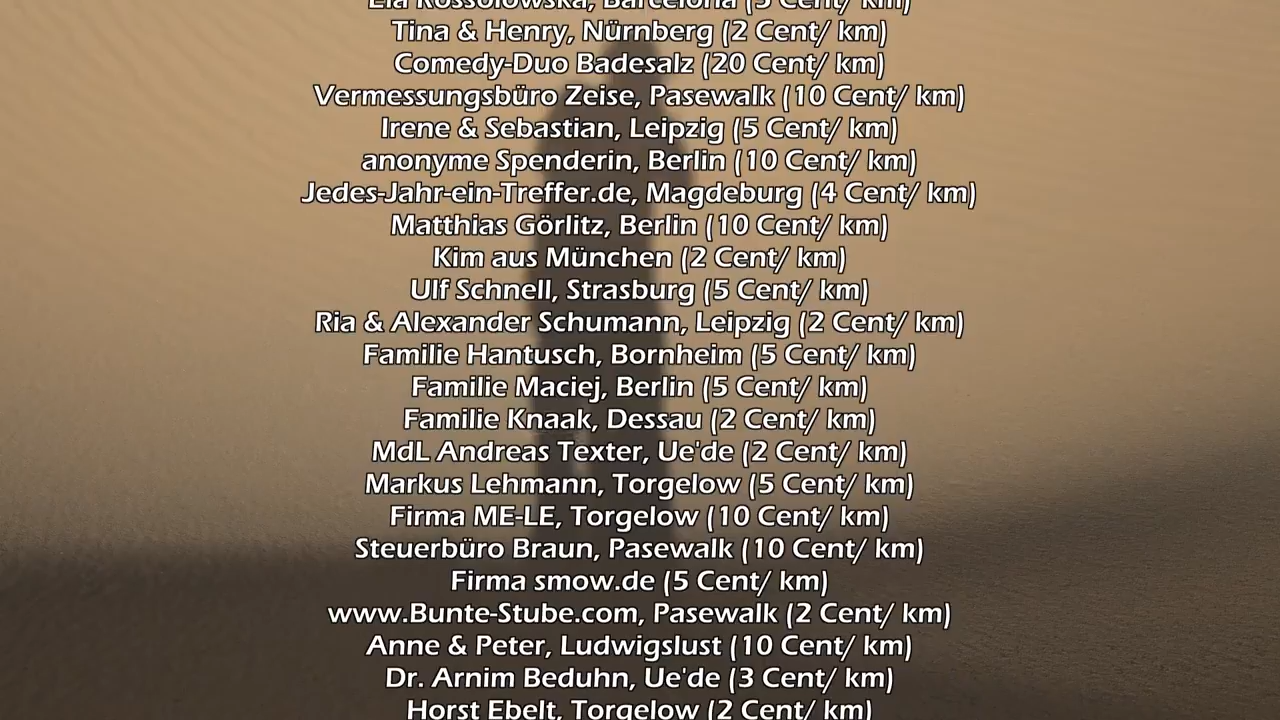 Ela Rossolowska, Barcelona (5 Cent/ km)
Tina & Henry, Nürnberg (2 Cent/ km)
Comedy-Duo Badesalz (20 Cent/ km)
Vermessungsbüro Zeise, Pasewalk (10 Cent/ km)
Irene & Sebastian, Leipzig (5 Cent/ km)
anonyme Spenderin, Berlin (10 Cent/ km)
Jedes-Jahr-ein-Treffer.de, Magdeburg (4 Cent/ km)
Matthias Görlitz, Berlin (10 Cent/ km)
Kim aus München (2 Cent/ km)
Ulf Schnell, Strasburg (5 Cent/ km)
Ria & Alexander Schumann, Leipzig (2 Cent/ km)
Familie Hantusch, Bornheim (5 Cent/ km)
Familie Maciej, Berlin (5 Cent/ km)
Familie Knaak, Dessau (2 Cent/ km)
MdL Andreas Texter, Ue'de (2 Cent/ km)
Markus Lehmann, Torgelow (5 Cent/ km)
Firma ME-LE, Torgelow (10 Cent/ km)
Steuerbüro Braun, Pasewalk (10 Cent/ km)
Firma smow.de (5 Cent/ km)
www.Bunte-Stube.com, Pasewalk (2 Cent/ km)
Anne & Peter, Ludwigslust (10 Cent/ km)
Dr. Arnim Beduhn, Ue'de (3 Cent/ km)
Horst Ebelt, Torgelow (2 Cent/ km)